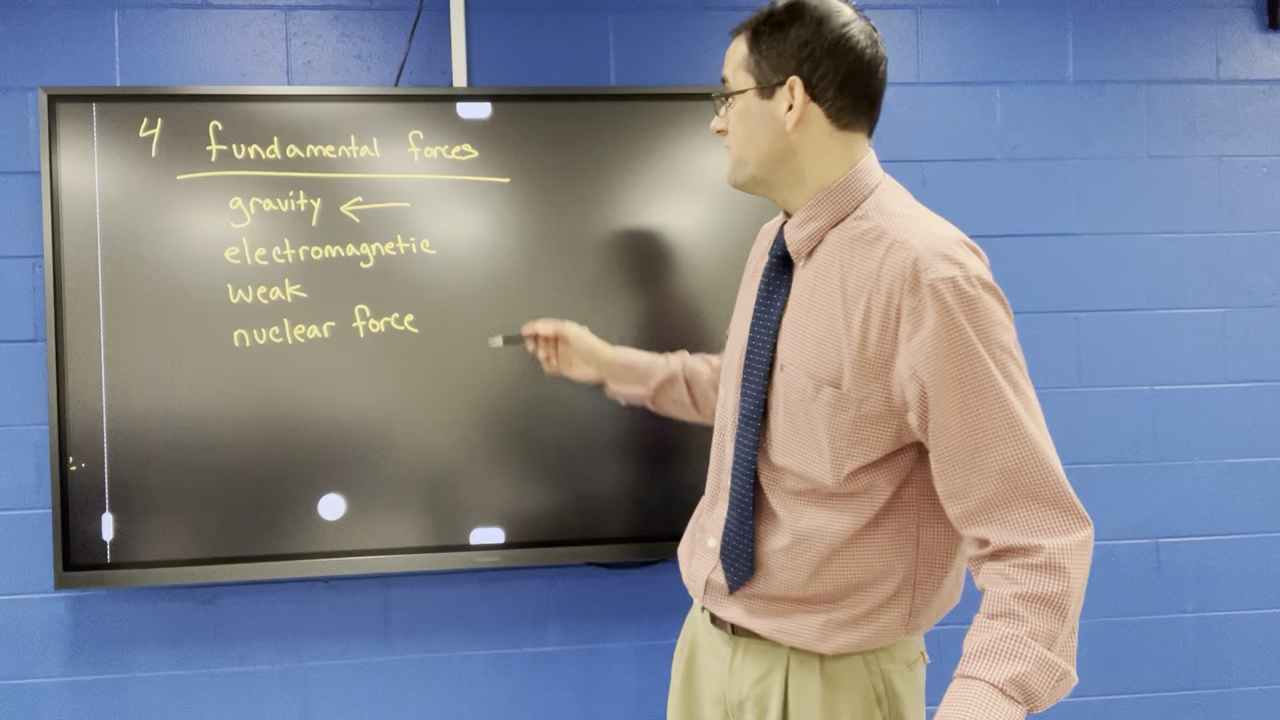 4 fundamental forces
gravity ←
electromagnetic
weak
nuclear force